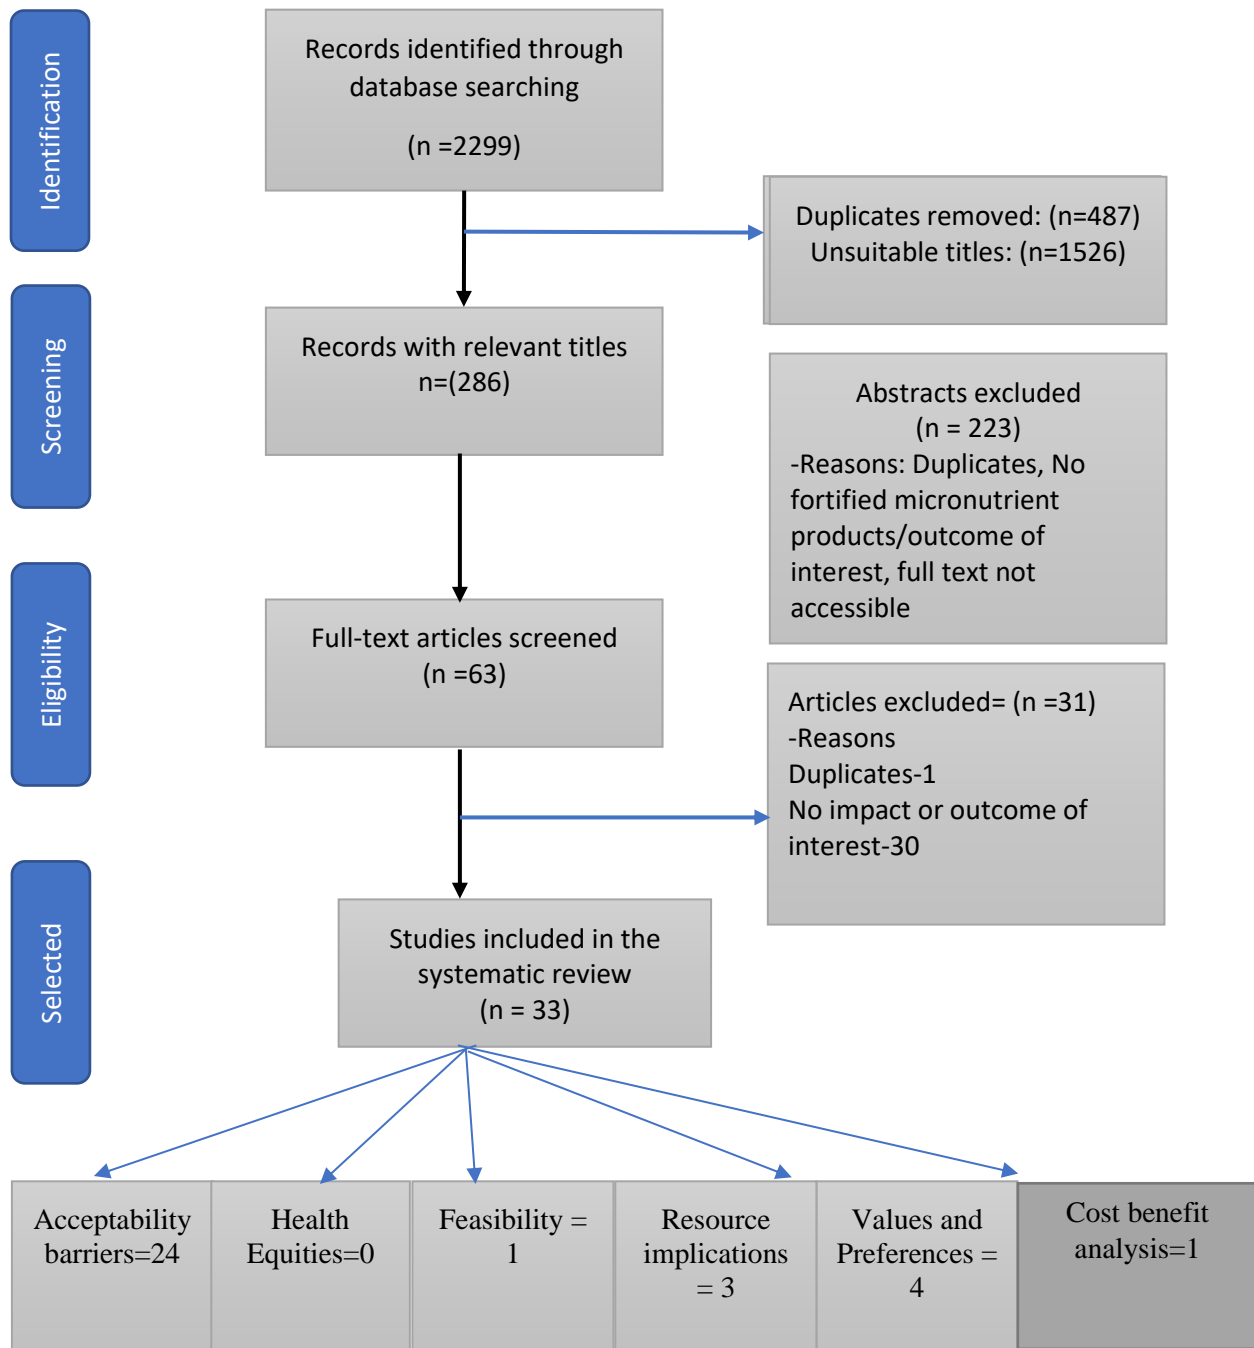 Identification
Records identified through
database searching
(n =2299)
Duplicates removed: (n=487)
Unsuitable titles: (n=1526)
Screening
Records with relevant titles
n=(286)
Abstracts excluded
(n = 223)
-Reasons: Duplicates, No
fortified micronutrient
products/outcome of
interest, full text not
accessible
Eligibility
Full-text articles screened
(n =63)
Articles excluded= (n =31)
-Reasons
Duplicates-1
No impact or outcome of
interest-30
Selected
Studies included in the
systematic review
(n = 33)
Acceptability
barriers=24
Health
Equities=0
Feasibility =
1
Resource
implications
= 3
Values and
Preferences =
4
Cost benefit
analysis=1